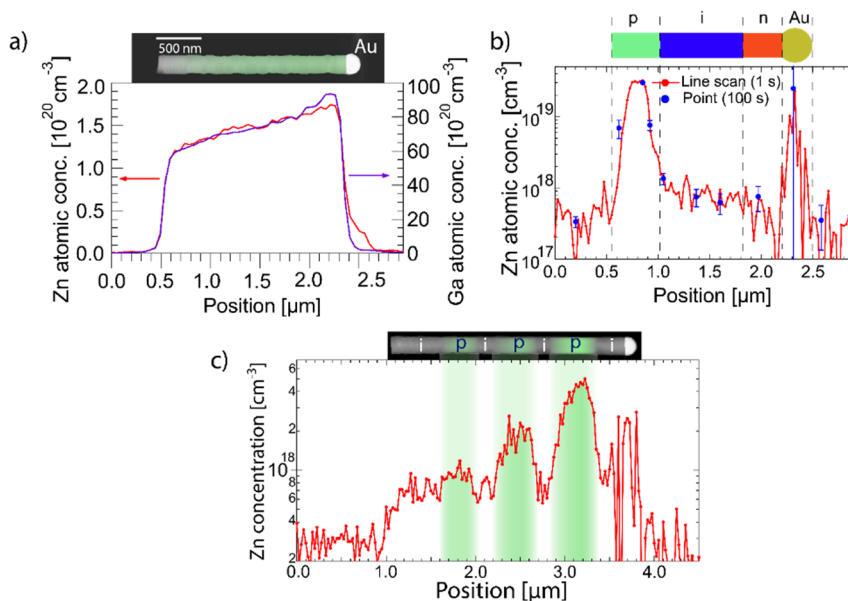 a)
500 nm
Au
Zn atomic conc. [10^20 cm^-3]
2.0
1.5
1.0
0.5
0.0
100
80
60
40
20
0
Ga atomic conc. [10^20 cm^-3]
0.0 0.5 1.0 1.5 2.0 2.5
Position [µm]
b)
p i n Au
Line scan (1 s)
Point (100 s)
Zn atomic conc. [cm^-3]
10^19
10^18
10^17
0.0 0.5 1.0 1.5 2.0 2.5
Position [µm]
c)
i p i p i p i
Zn concentration [cm^-3]
6
4
2
10^18
8
6
4
2
0.0 1.0 2.0 3.0 4.0
Position [µm]